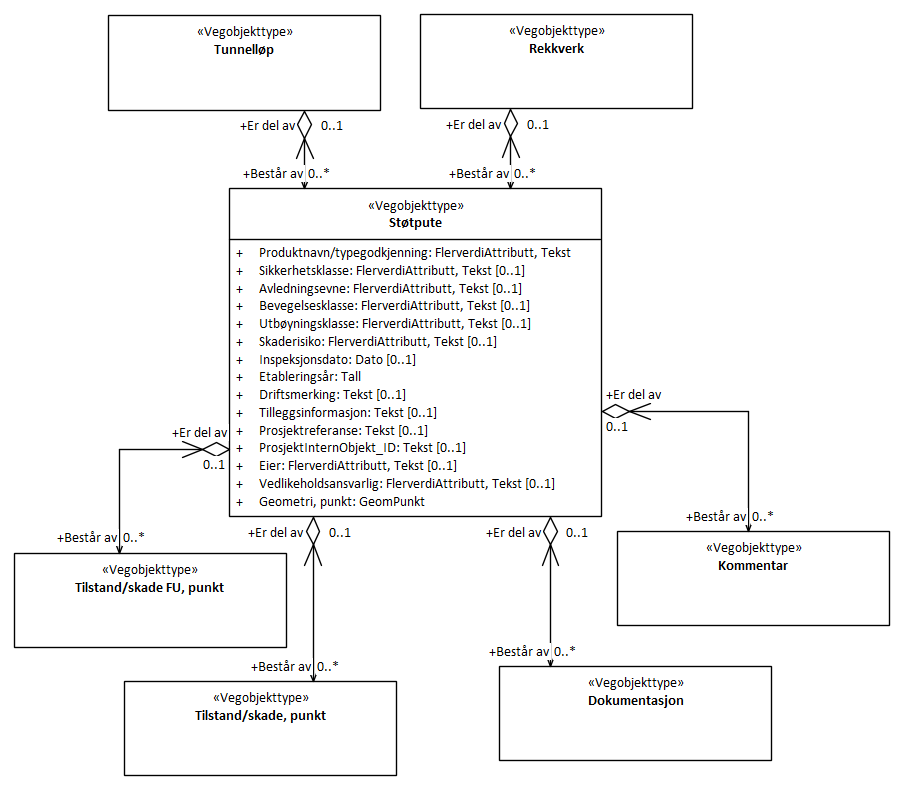 «Vegobjekttype»
Tunnelløp
«Vegobjekttype»
Rekkverk
+Er del av 0..1
+Er del av 0..1
+Består av 0..*
+Består av 0..*
«Vegobjekttype»
Støtpute
+ Produktnavn/typegodkjenning: FlerverdiAttributt, Tekst
+ Sikkerhetsklasse: FlerverdiAttributt, Tekst [0..1]
+ Avledningsevne: FlerverdiAttributt, Tekst [0..1]
+ Bevegelsesklasse: FlerverdiAttributt, Tekst [0..1]
+ Utbøyningsklasse: FlerverdiAttributt, Tekst [0..1]
+ Skaderisiko: FlerverdiAttributt, Tekst [0..1]
+ Inspeksjonsdato: Dato [0..1]
+ Etableringsår: Tall
+ Driftsmerking: Tekst [0..1]
+ Tilleggsinformasjon: Tekst [0..1]
+ Prosjektreferanse: Tekst [0..1]
+ ProsjektInternObjekt_ID: Tekst [0..1]
+ Eier: FlerverdiAttributt, Tekst [0..1]
+ Vedlikeholdsansvarlig: FlerverdiAttributt, Tekst [0..1]
+ Geometri, punkt: GeomPunkt
+Er del av
0..1
+Er del av
0..1
+Er del av 0..1
+Er del av 0..1
+Består av 0..*
+Består av 0..*
«Vegobjekttype»
Kommentar
«Vegobjekttype»
Tilstand/skade FU, punkt
+Består av 0..*
+Består av 0..*
«Vegobjekttype»
Tilstand/skade, punkt
«Vegobjekttype»
Dokumentasjon